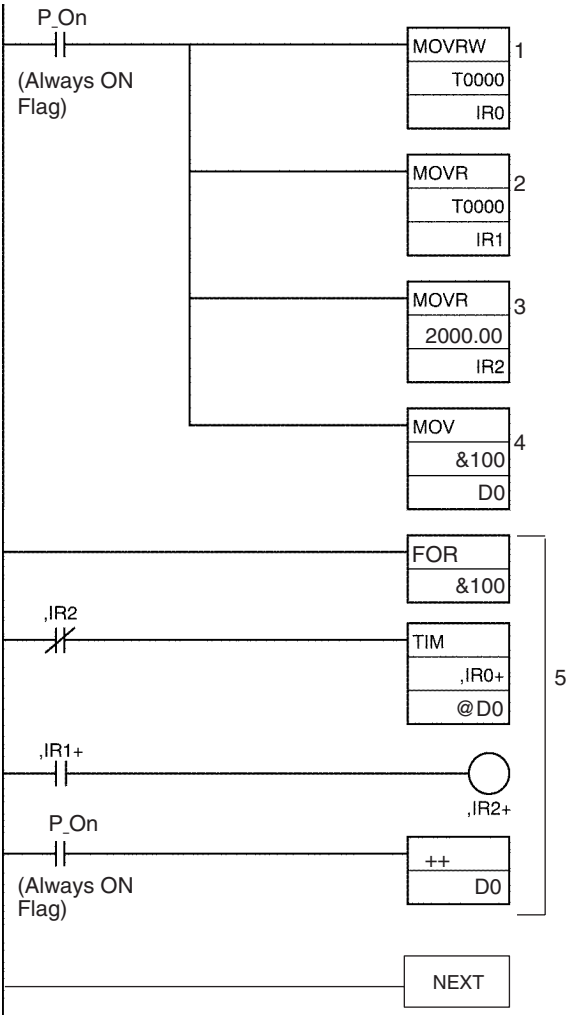 P_On
(Always ON
Flag)
MOVRW
T0000
IR0
1
MOVR
T0000
IR1
2
MOVR
2000.00
IR2
3
MOV
&100
D0
4
FOR
&100
,IR2
TIM
,IR0+
@D0
5
,IR1+
,IR2+
P_On
(Always ON
Flag)
++
D0
NEXT